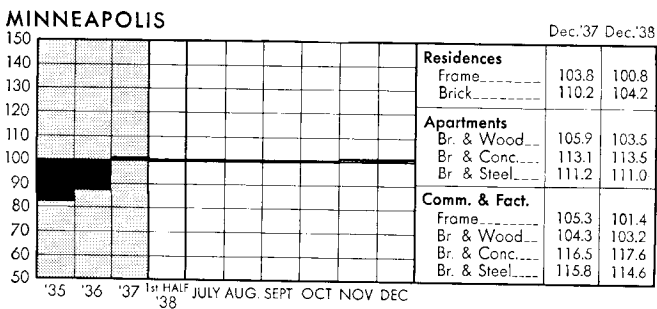 MINNEAPOLIS
Dec.'37 Dec.'38
150
140
130
120
110
100
90
80
70
60
50
'35 '36 '37 1st HALF '38 JULY AUG. SEPT OCT NOV DEC
Residences
Frame 103.8 100.8
Brick 110.2 104.2
Apartments
Br. & Wood 105.9 103.5
Br & Conc. 113.1 113.5
Br & Steel 111.2 111.0
Comm. & Fact.
Frame 105.3 101.4
Br & Wood 104.3 103.2
Br. & Conc. 116.5 117.6
Br. & Steel 115.8 114.6